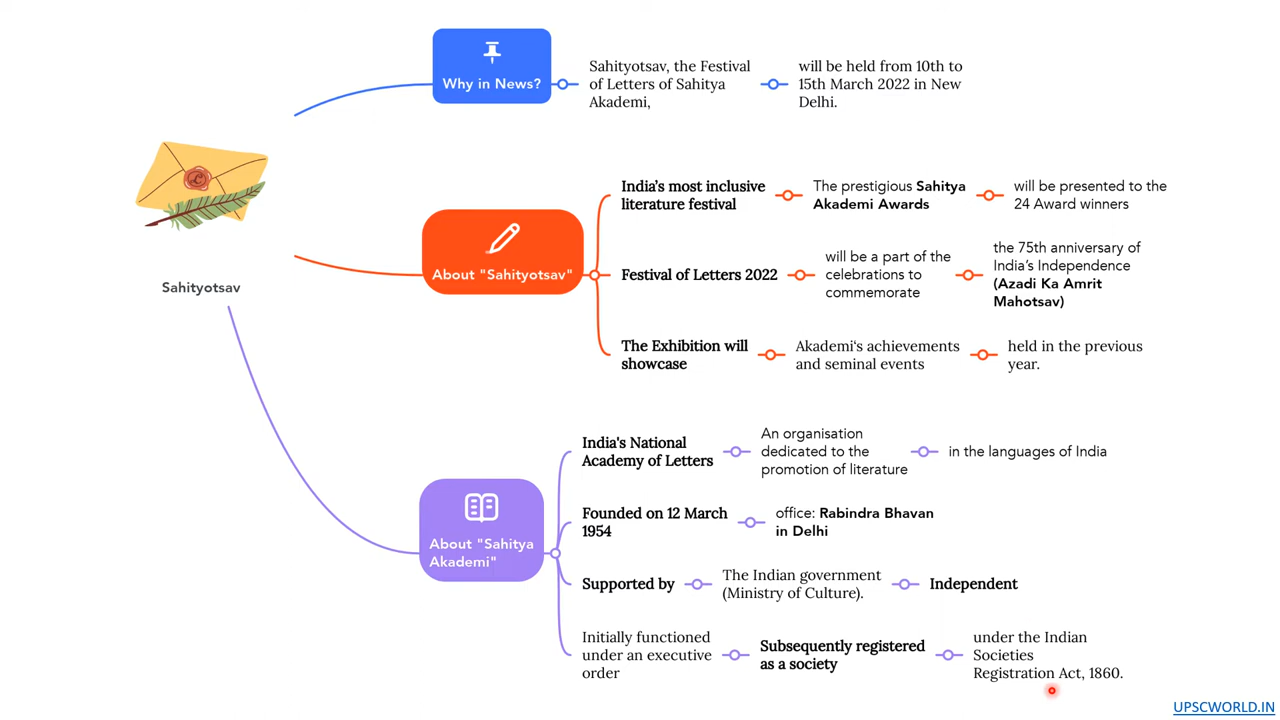 Why in News?
Sahityotsav, the Festival
of Letters of Sahitya
Akademi,
will be held from 10th to
15th March 2022 in New
Delhi.
Sahityotsav
About "Sahityotsav"
India’s most inclusive
literature festival
The prestigious Sahitya
Akademi Awards
will be presented to the
24 Award winners
Festival of Letters 2022
will be a part of the
celebrations to
commemorate
the 75th anniversary of
India’s Independence
(Azadi Ka Amrit
Mahotsav)
The Exhibition will
showcase
Akademi‘s achievements
and seminal events
held in the previous
year.
About "Sahitya
Akademi"
India's National
Academy of Letters
An organisation
dedicated to the
promotion of literature
in the languages of India
Founded on 12 March
1954
office: Rabindra Bhavan
in Delhi
Supported by
The Indian government
(Ministry of Culture).
Independent
Initially functioned
under an executive
order
Subsequently registered
as a society
under the Indian
Societies
Registration Act, 1860.
UPSCWORLD.IN